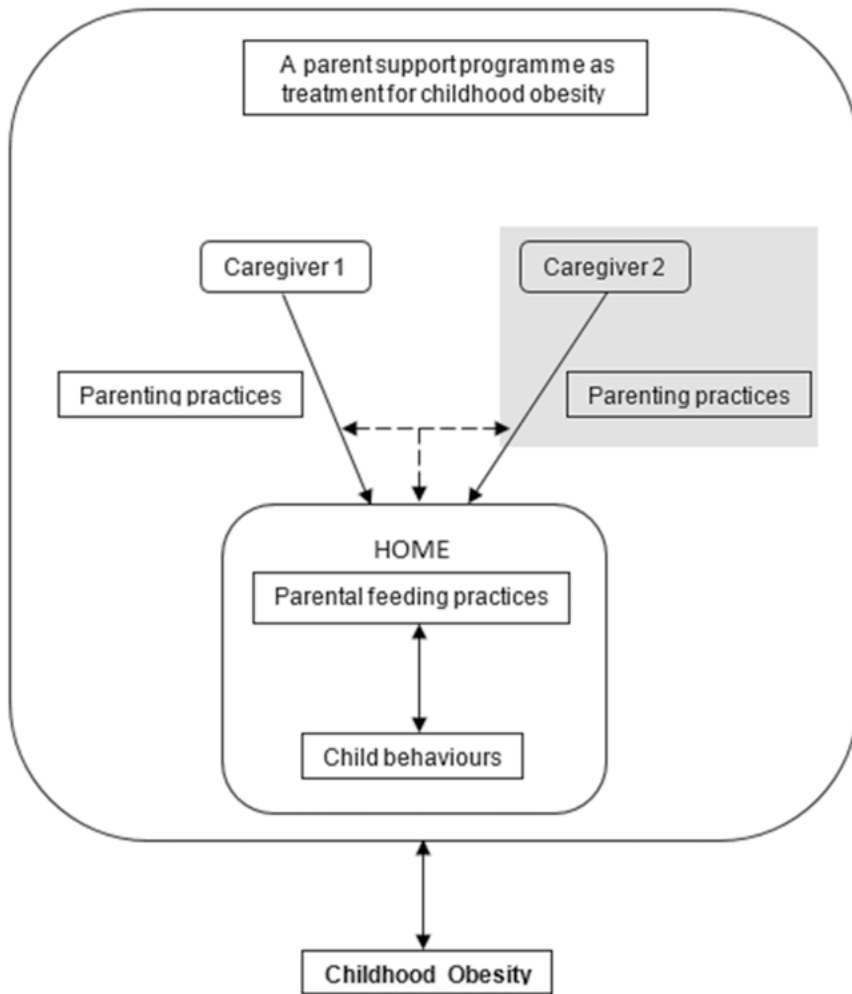 A parent support programme as
treatment for childhood obesity
Caregiver 1
Caregiver 2
Parenting practices
Parenting practices
HOME
Parental feeding practices
Child behaviours
Childhood Obesity